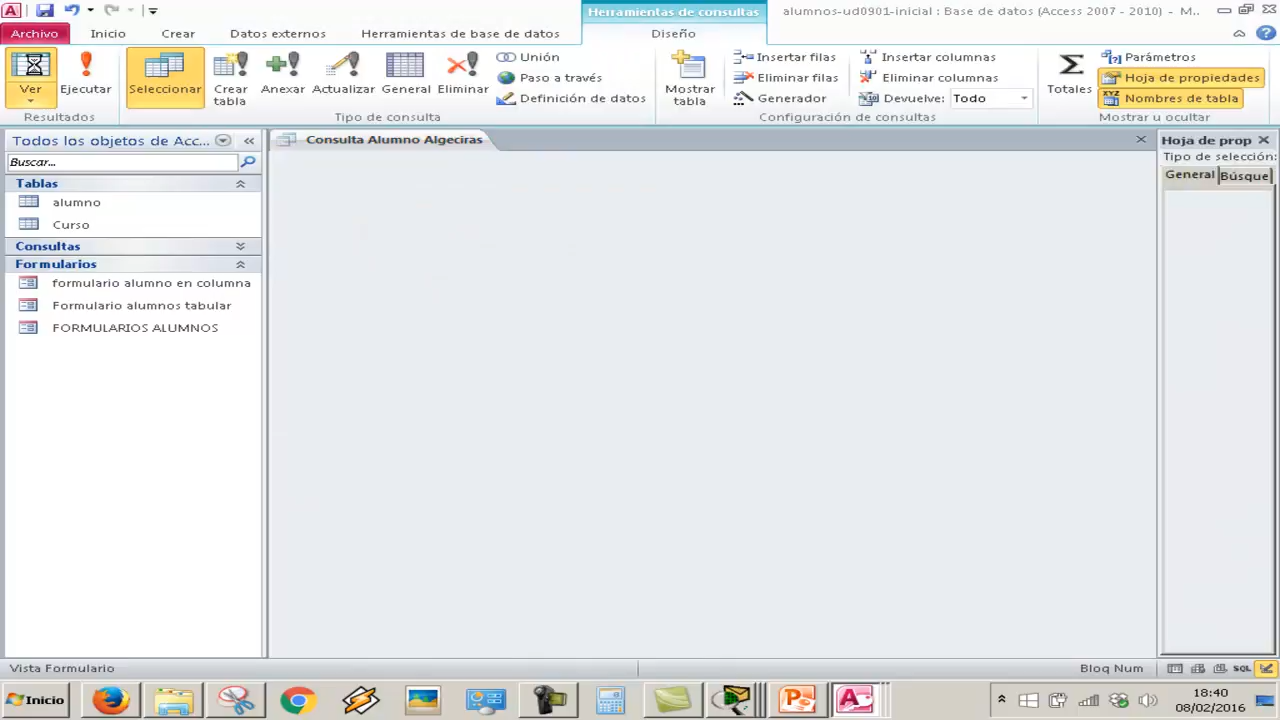 Herramientas de consultas
alumnos-ud0901-inicial : Base de datos (Access 2007 - 2010) - M...
Archivo Inicio Crear Datos externos Herramientas de base de datos Diseño
Ver Ejecutar Seleccionar Crear tabla Anexar Actualizar General Eliminar Mostrar tabla Totales
Unión Insertar filas Insertar columnas Parámetros
Paso a través Eliminar filas Eliminar columnas Hoja de propiedades
Definición de datos Generador Devuelve: Todo Nombres de tabla
Resultados Tipo de consulta Configuración de consultas Mostrar u ocultar
Todos los objetos de Acc... Consulta Alumno Algeciras Hoja de prop
Buscar... Tipo de selección:
General Búsque
Tablas
alumno
Curso
Consultas
Formularios
formulario alumno en columna
Formulario alumnos tabular
FORMULARIOS ALUMNOS
Vista Formulario Bloq Num SQL
Inicio 18:40
08/02/2016